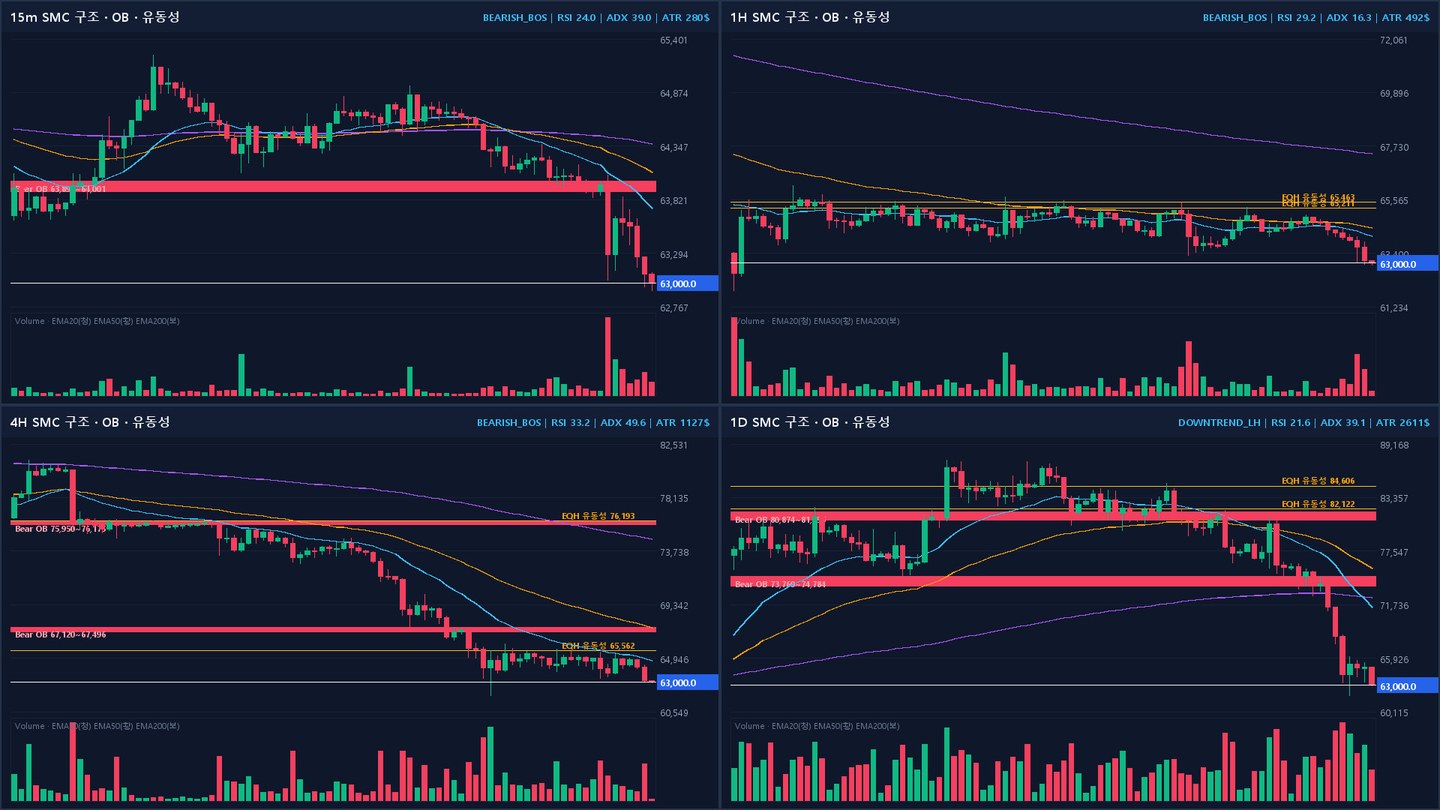 15m SMC 구조 · OB · 유동성
BEARISH_BOS | RSI 24.0 | ADX 39.0 | ATR 280$
65,401
64,874
64,347
63,821
63,294
63,000.0
62,767
Volume · EMA20(청) EMA50(황) EMA200(보)
1H SMC 구조 · OB · 유동성
BEARISH_BOS | RSI 29.2 | ADX 16.3 | ATR 492$
72,061
69,896
67,730
EQH 유동성 65,463
65,565
63,400
63,000.0
61,234
Volume · EMA20(청) EMA50(황) EMA200(보)
4H SMC 구조 · OB · 유동성
BEARISH_BOS | RSI 33.2 | ADX 49.6 | ATR 1127$
82,531
78,135
EQH 유동성 76,193
Bear OB 75,950~76,175
73,738
69,342
Bear OB 67,120~67,496
EQH 유동성 65,562
64,946
63,000.0
60,549
Volume · EMA20(청) EMA50(황) EMA200(보)
1D SMC 구조 · OB · 유동성
DOWNTREND_LH | RSI 21.6 | ADX 39.1 | ATR 2611$
89,168
EQH 유동성 84,606
83,357
EQH 유동성 82,122
Bear OB
77,547
Bear OB 73,760~74,784
71,736
65,926
63,000.0
60,115